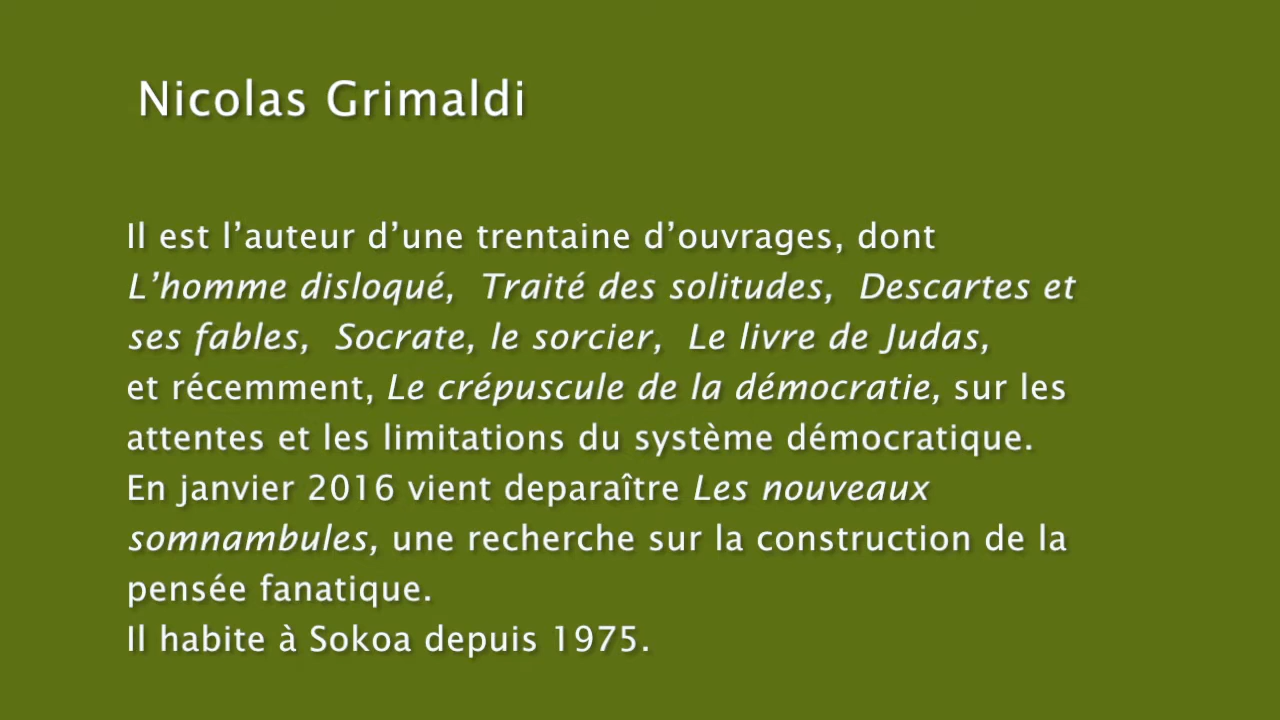 Nicolas Grimaldi
Il est l’auteur d’une trentaine d’ouvrages, dont
L’homme disloqué, Traité des solitudes, Descartes et
ses fables, Socrate, le sorcier, Le livre de Judas,
et récemment, Le crépuscule de la démocratie, sur les
attentes et les limitations du système démocratique.
En janvier 2016 vient deparaître Les nouveaux
somnambules, une recherche sur la construction de la
pensée fanatique.
Il habite à Sokoa depuis 1975.